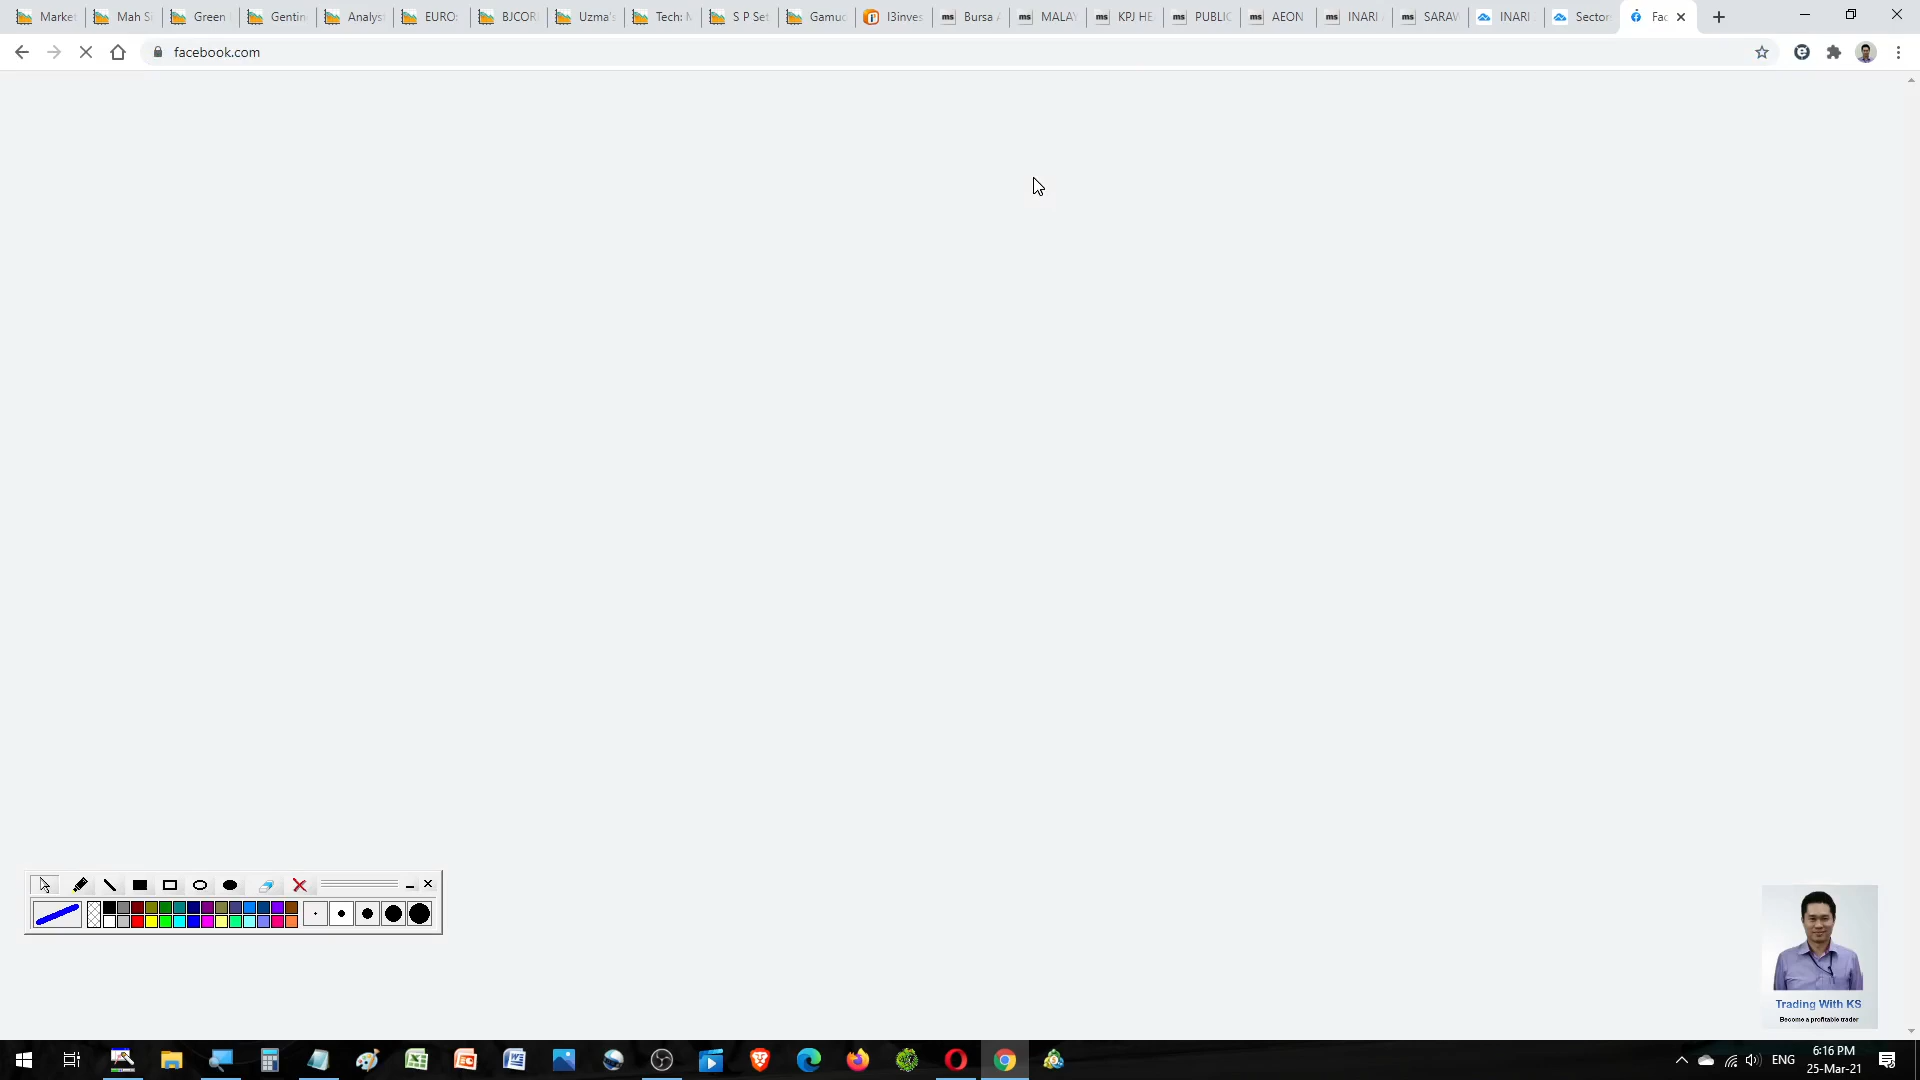 Market
Mah S
Green
Gentin
Analys
EURO:
BJCOR
Uzma's
Tech: M
S P Set
Gamuc
I3inves
Bursa
MALAY
KPJ HE
PUBLIC
AEON
INARI
SARAW
INARI
Sector
Fac
facebook.com
Trading With KS
Become a profitable trader
ENG
6:16 PM
25-Mar-21